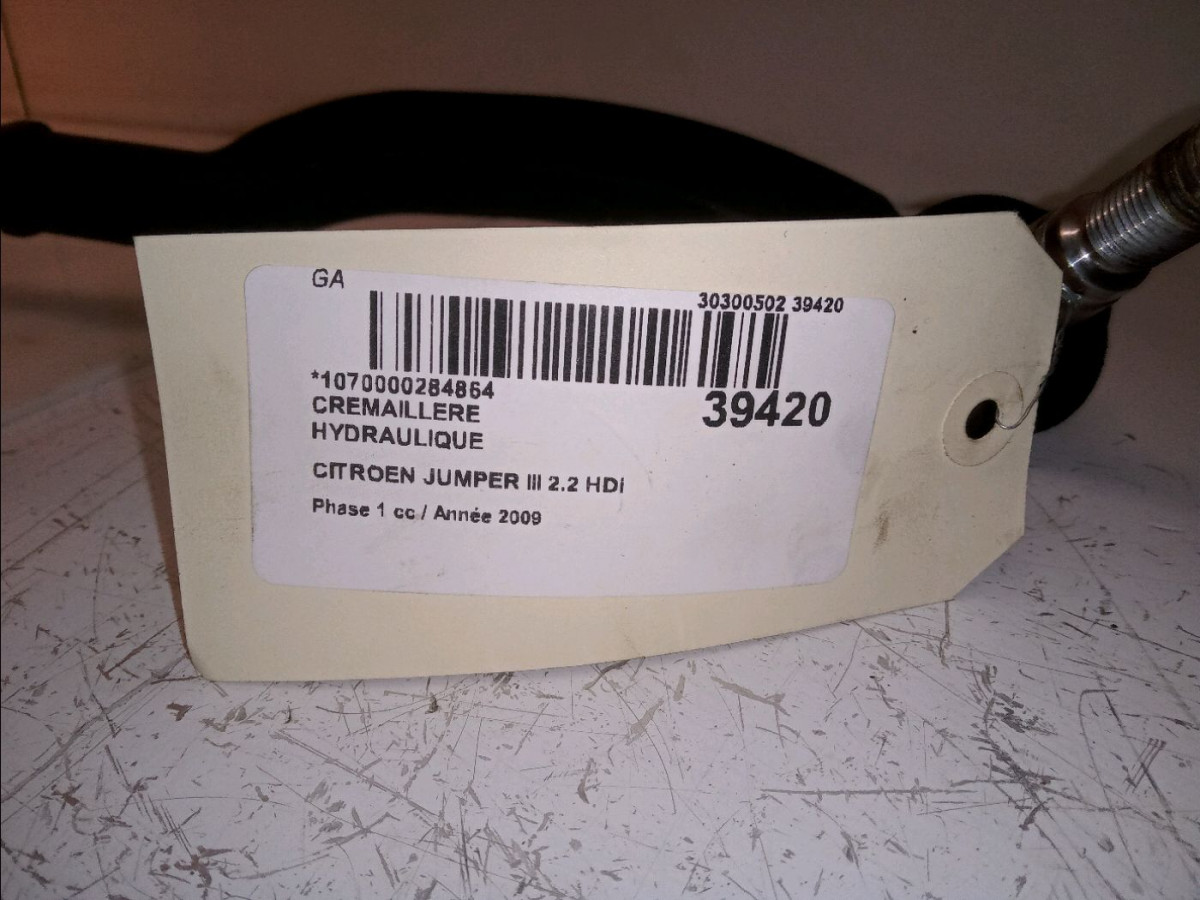 GA
30300502 39420
*1070000284864
39420
CREMAILLERE
HYDRAULIQUE
CITROEN JUMPER III 2.2 HDi
Phase 1 cc / Année 2009